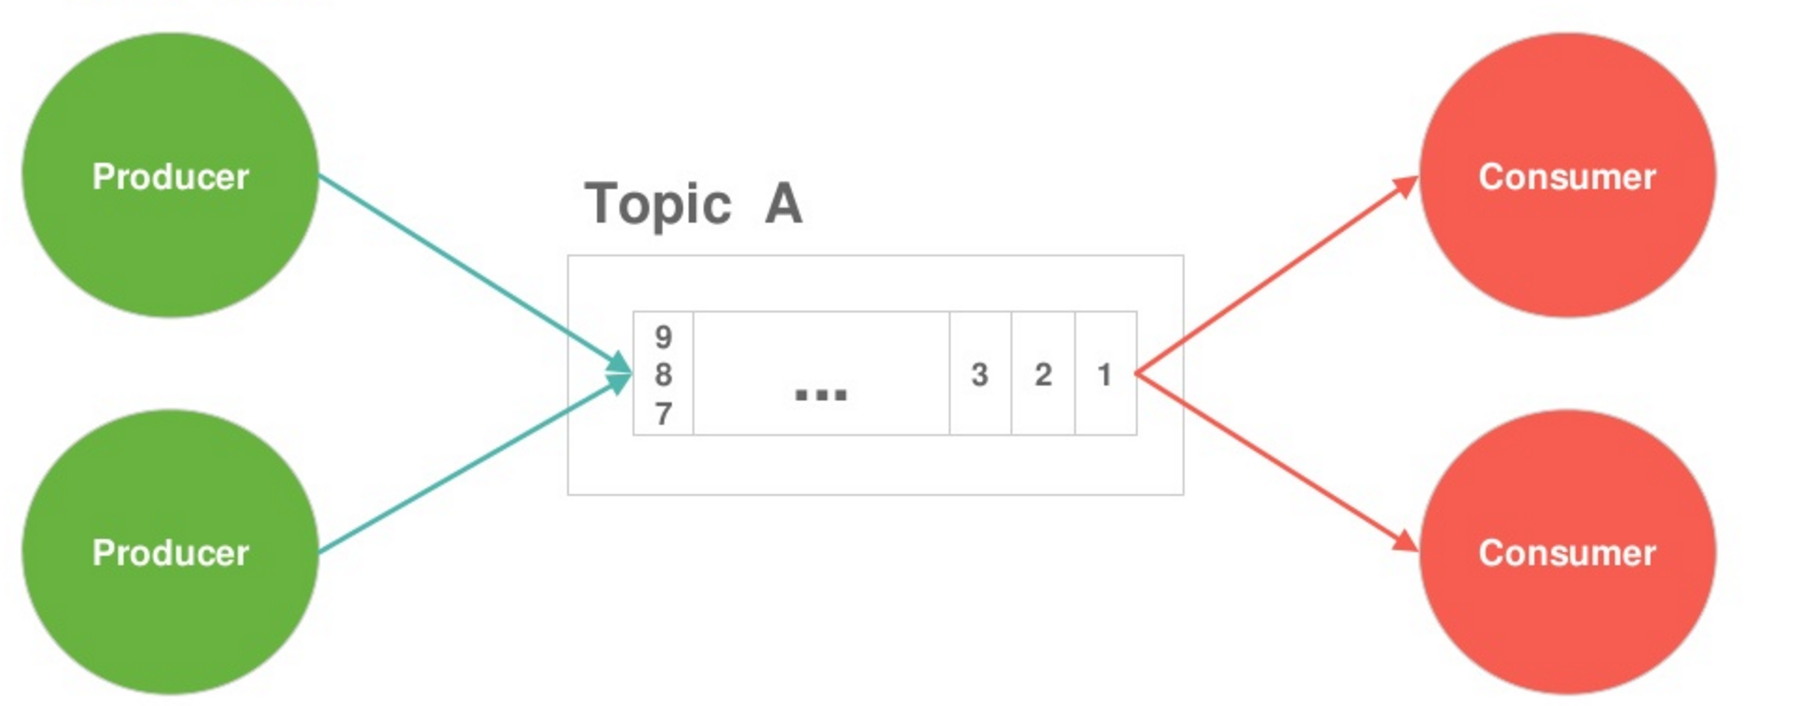 Producer
Consumer
Topic A
9
8
7
...
3
2
1
Producer
Consumer